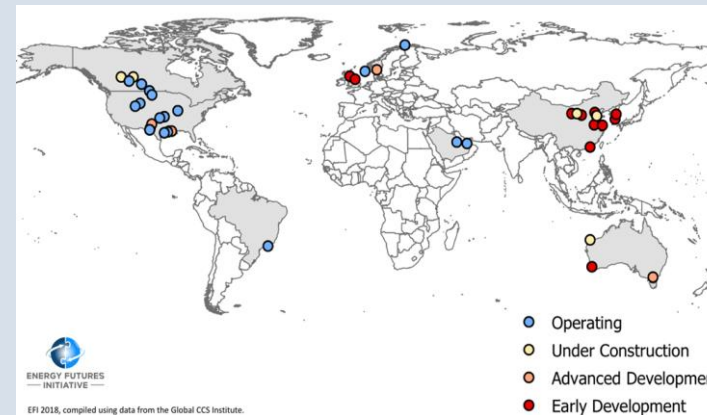 Operating
Under Construction
Advanced Developmen
Early Development
ENERGY FUTURES
INITIATIVE
EFI 2018, compiled using data from the Global CCS Institute.